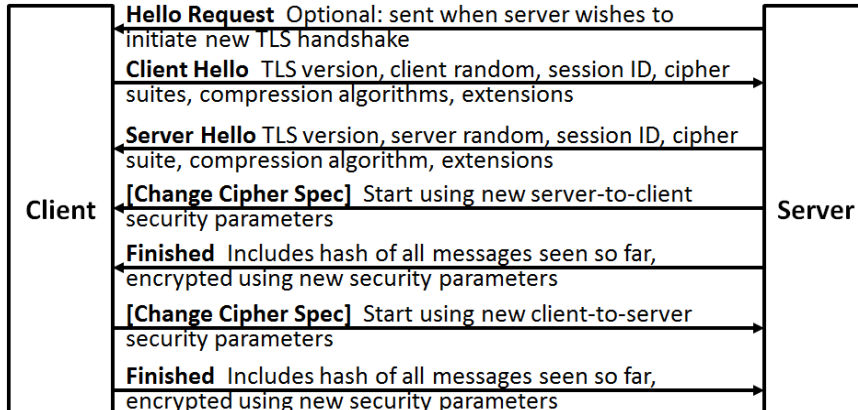 Hello Request Optional: sent when server wishes to
initiate new TLS handshake
Client Hello TLS version, client random, session ID, cipher
suites, compression algorithms, extensions
Server Hello TLS version, server random, session ID, cipher
suite, compression algorithm, extensions
[Change Cipher Spec] Start using new server-to-client
security parameters
Client
Server
Finished Includes hash of all messages seen so far,
encrypted using new security parameters
[Change Cipher Spec] Start using new client-to-server
security parameters
Finished Includes hash of all messages seen so far,
encrypted using new security parameters